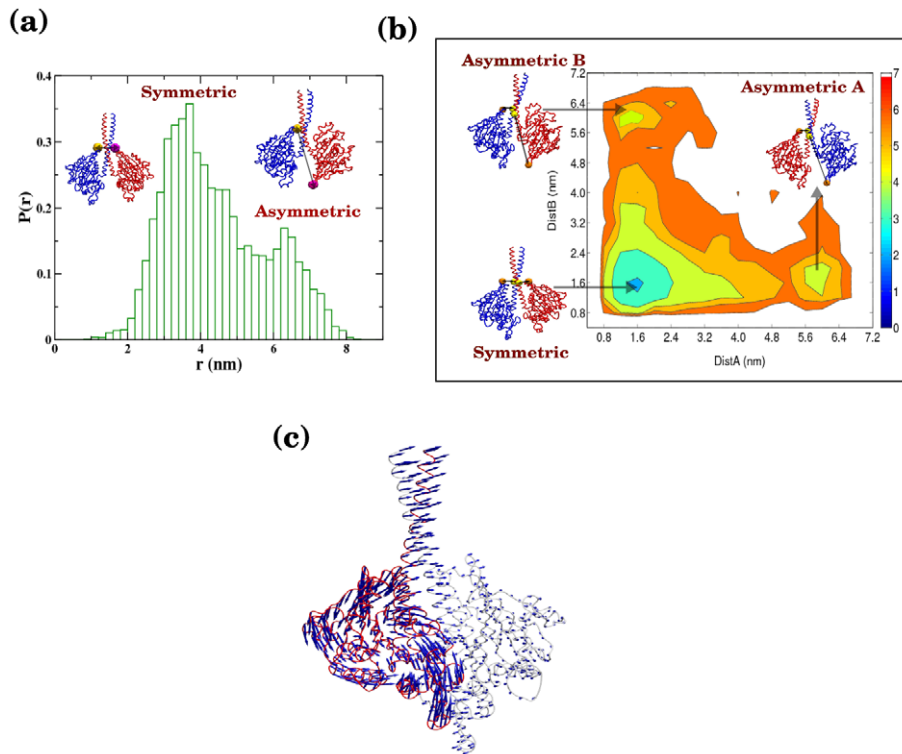 (a)
0.4
0.3
0.2
0.1
0
P(r)
Symmetric
Asymmetric
0 2 4 6 8
r (nm)
(b)
Asymmetric B
Asymmetric A
Symmetric
7.2
6.4
5.6
4.8
4.0
3.2
2.4
1.6
0.8
DistB (nm)
0.8 1.6 2.4 3.2 4.0 4.8 5.6 6.4 7.2
DistA (nm)
7
6
5
4
3
2
1
0
(c)